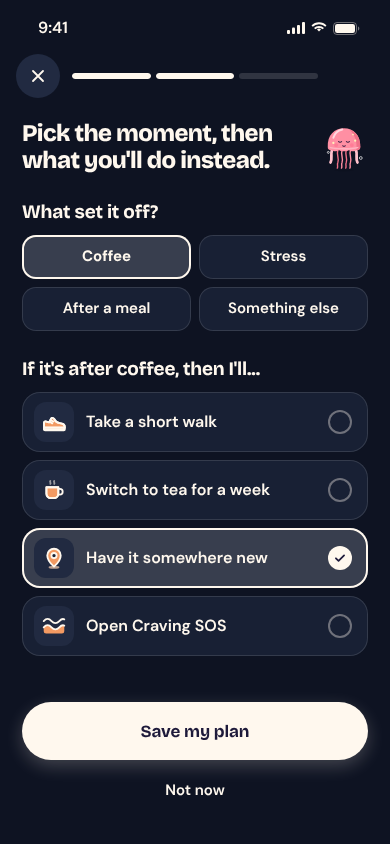 9:41
Pick the moment, then
what you'll do instead.
What set it off?
Coffee
Stress
After a meal
Something else
If it's after coffee, then I'll...
Take a short walk
Switch to tea for a week
Have it somewhere new
Open Craving SOS
Save my plan
Not now